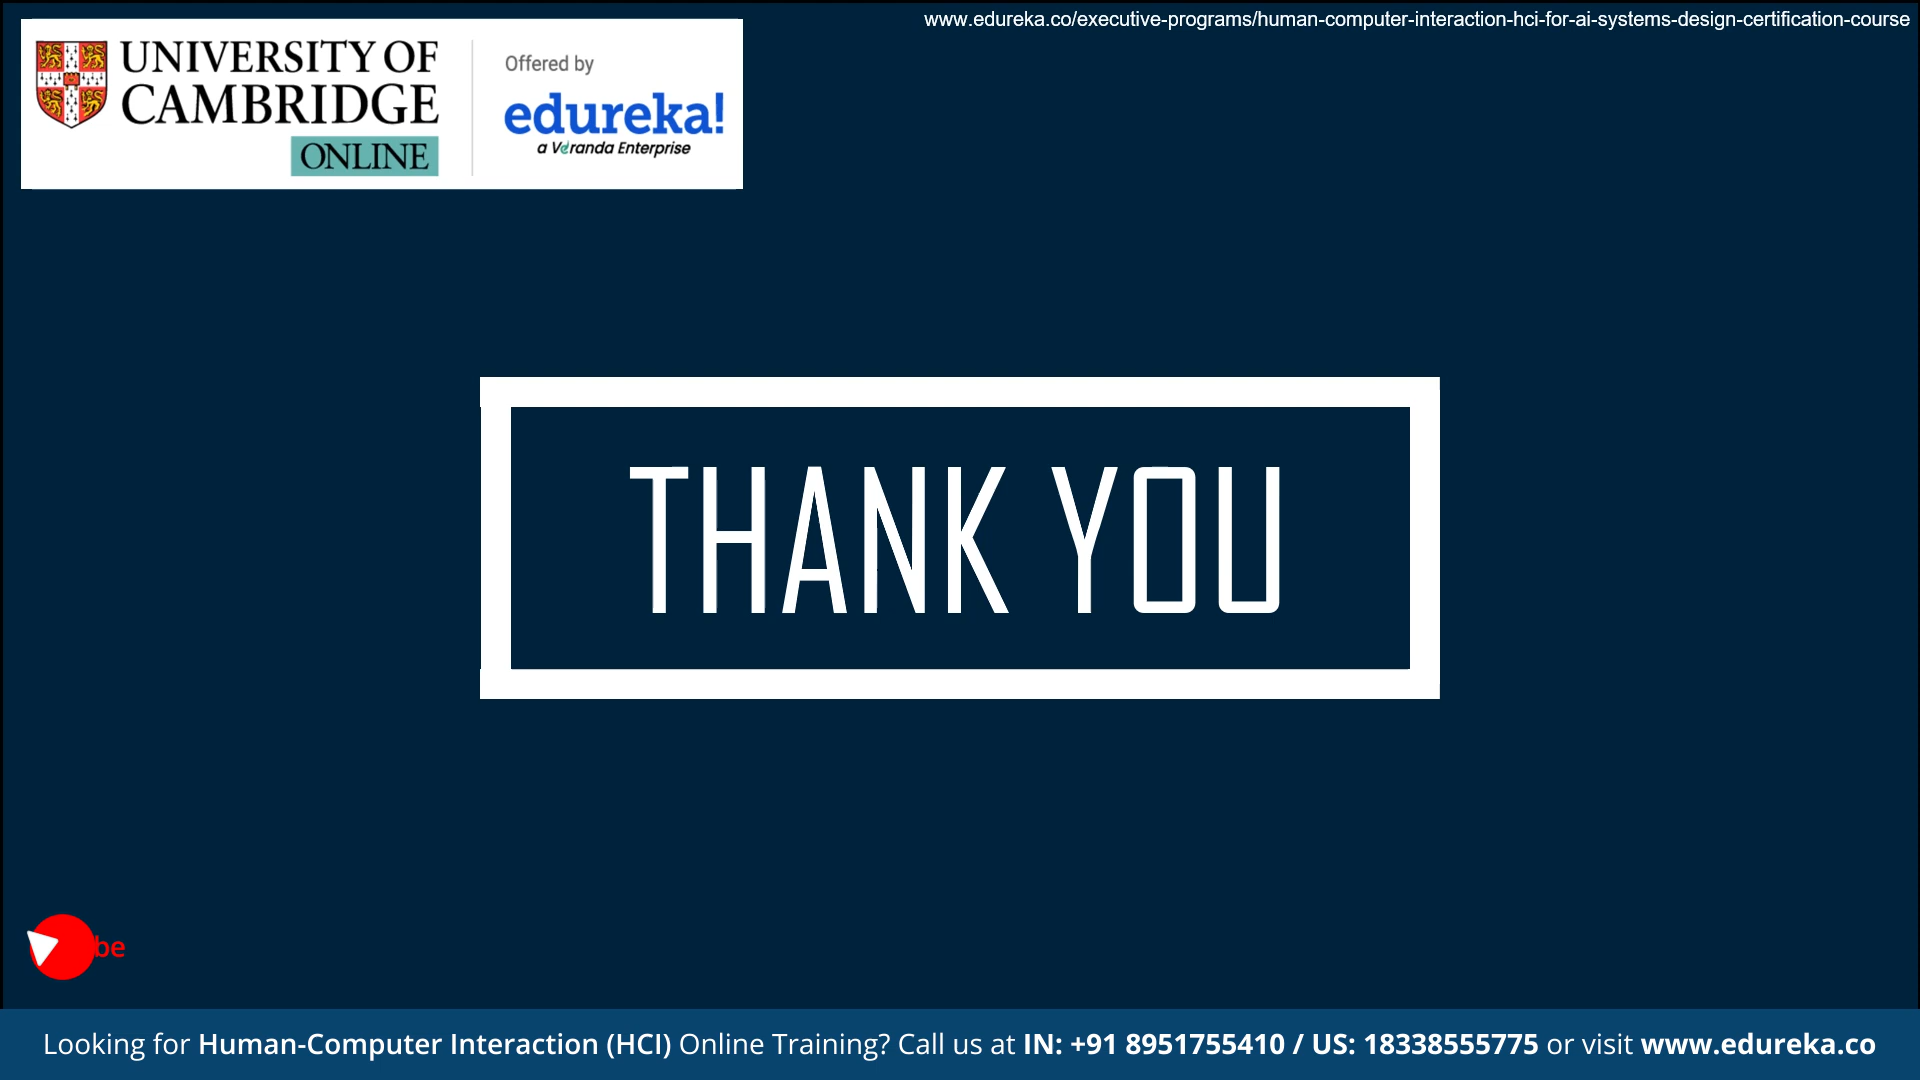 www.edureka.co/executive-programs/human-computer-interaction-hci-for-ai-systems-design-certification-course
UNIVERSITY OF
CAMBRIDGE
ONLINE
Offered by
edureka!
a Veranda Enterprise
THANK YOU
be
Looking for Human-Computer Interaction (HCI) Online Training? Call us at IN: +91 8951755410 / US: 18338555775 or visit www.edureka.co